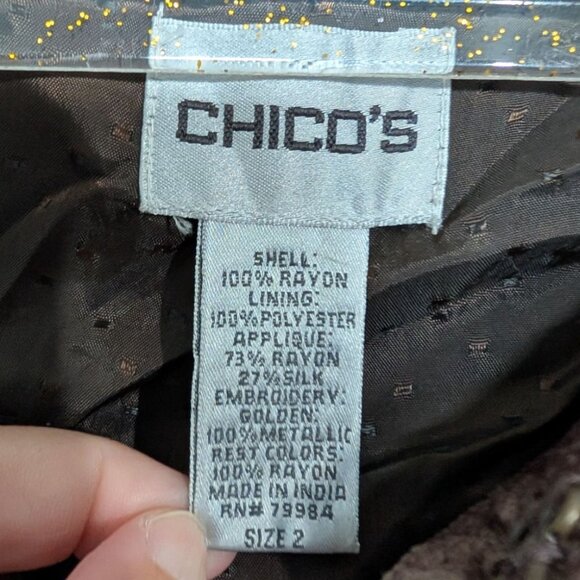 CHICO'S
SHELL:
100% RAYON
LINING:
100% POLYESTER
APPLIQUE:
73% RAYON
27% SILK
EMBROIDERY:
GOLDEN:
100% METALLIC
REST COLORS:
100% RAYON
MADE IN INDIA
RN# 79984
SIZE 2